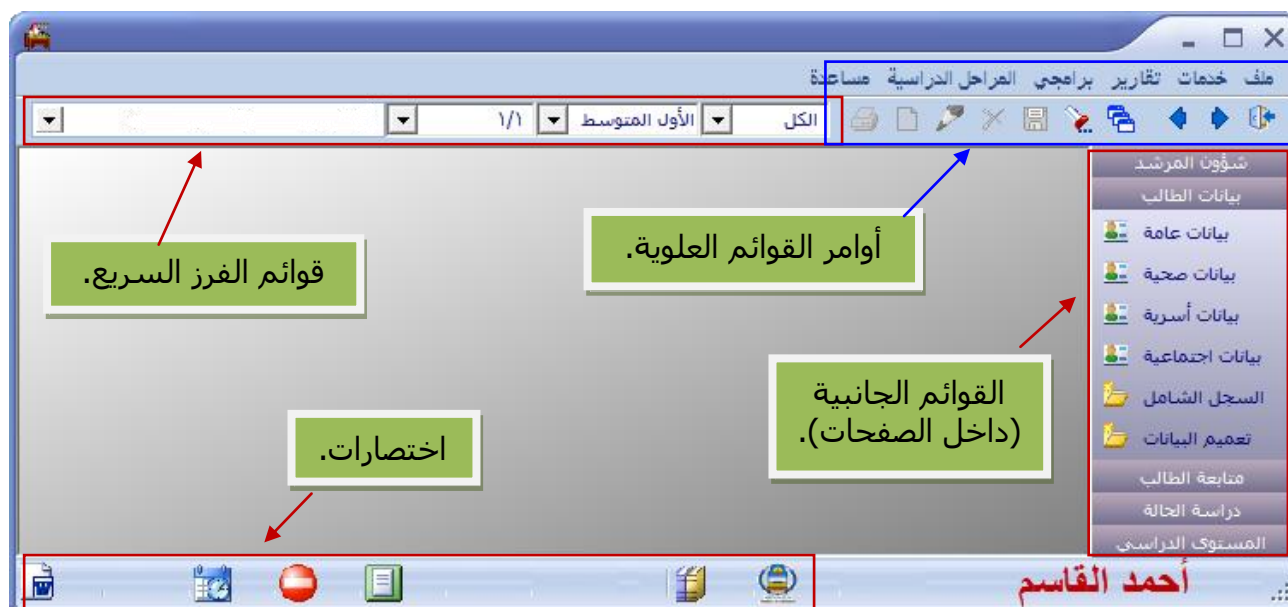 ملف خدمات تقارير برامجي المراحل الدراسية مساعدة
الكل الأول المتوسط ١/١
شؤون المرشد
بيانات الطالب
بيانات عامة
بيانات صحية
بيانات أسرية
بيانات اجتماعية
السجل الشامل
تعميم البيانات
متابعة الطالب
دراسة الحالة
المستوى الدراسي
أوامر القوائم العلوية.
قوائم الفرز السريع.
القوائم الجانبية
(داخل الصفحات).
اختصارات.
أحمد القاسم